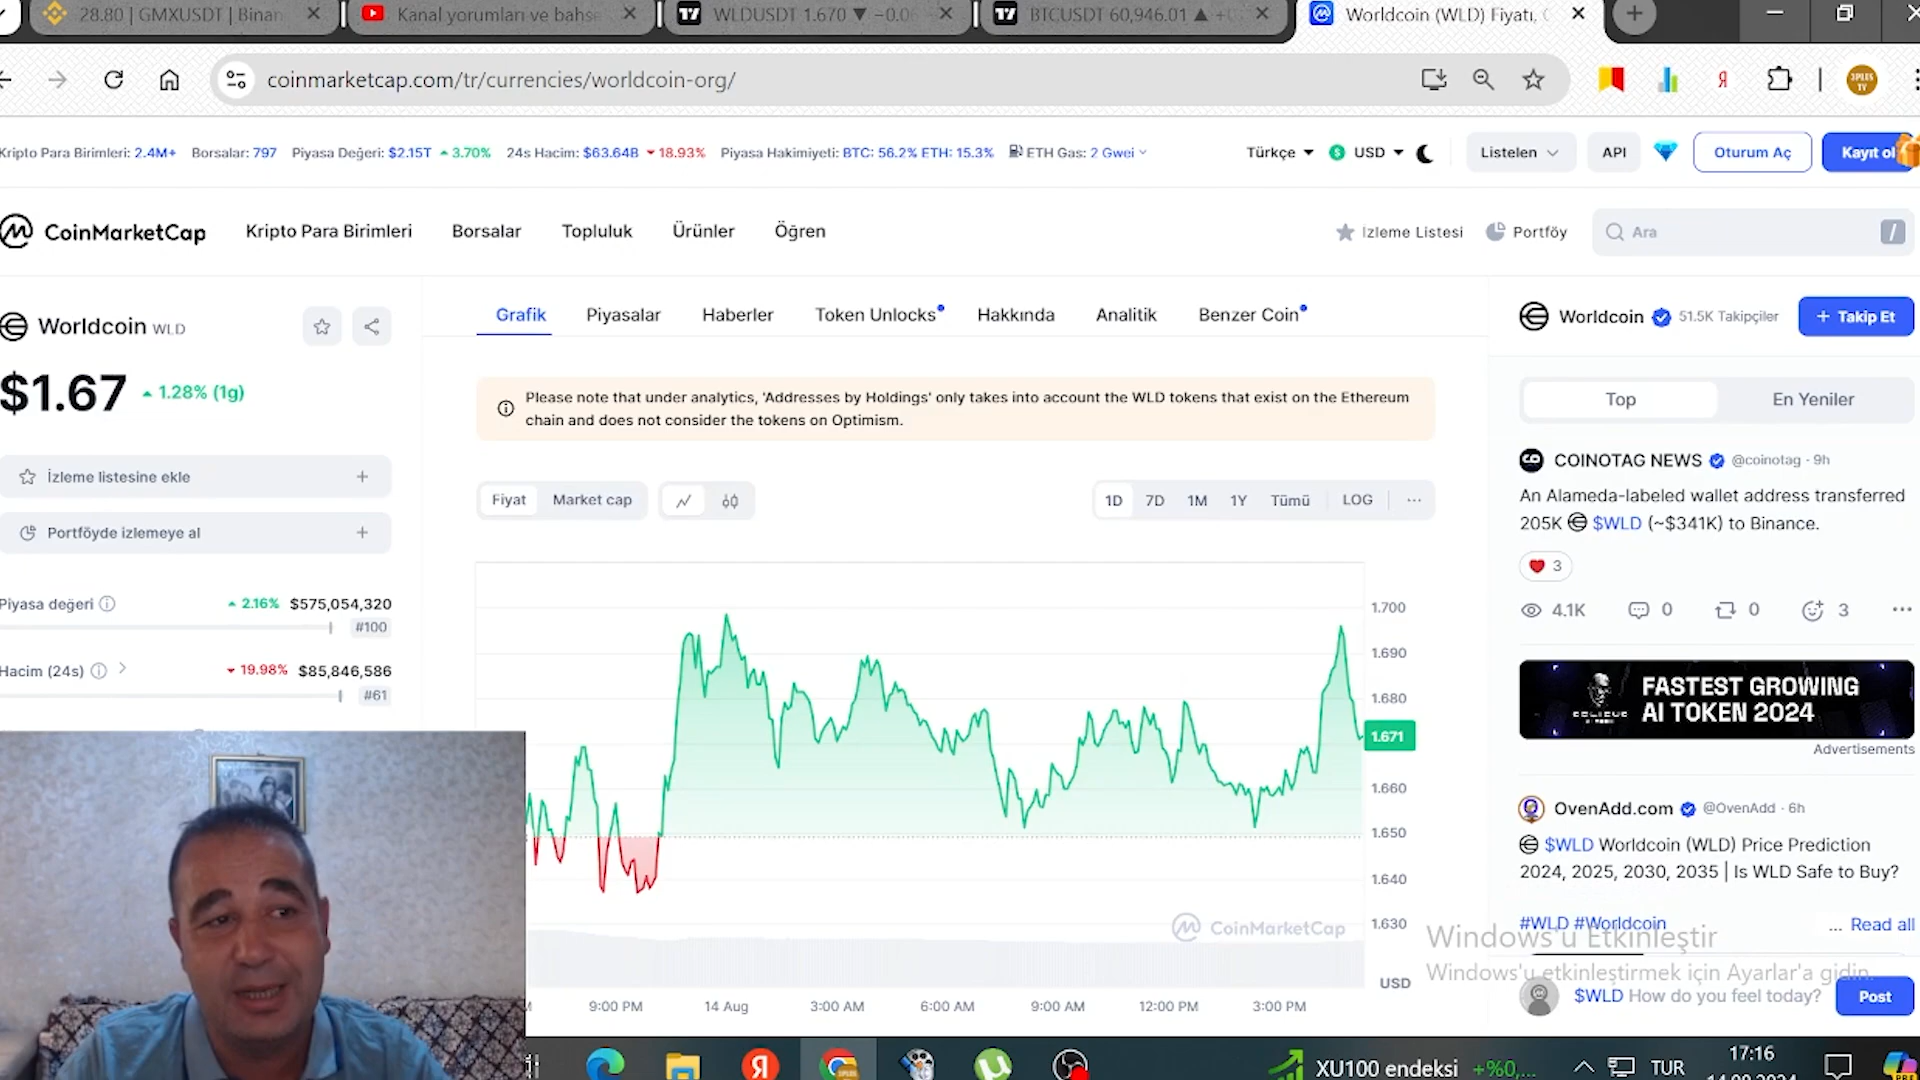 28.80 | GMXUSDT | Binan
Kanal yorumları ve bahse
WLDUSDT 1.670 ▼ −0.06
BTCUSDT 60,946.01 ▲ +
Worldcoin (WLD) Fiyatı,
coinmarketcap.com/tr/currencies/worldcoin-org/
Kripto Para Birimleri: 2.4M+ Borsalar: 797 Piyasa Değeri: $2.15T 3.70% 24s Hacim: $63.64B 18.93% Piyasa Hakimiyeti: BTC: 56.2% ETH: 15.3% ETH Gas: 2 Gwei
Türkçe USD Listelen API Oturum Aç Kayıt ol
CoinMarketCap Kripto Para Birimleri Borsalar Topluluk Ürünler Öğren
İzleme Listesi Portföy Ara /
Worldcoin WLD
$1.67 1.28% (1g)
İzleme listesine ekle +
Portföyde izlemeye al +
Piyasa değeri 2.16% $575,054,320
#100
Hacim (24s) 19.98% $85,846,586
#61
Grafik Piyasalar Haberler Token Unlocks Hakkında Analitik Benzer Coin
Please note that under analytics, 'Addresses by Holdings' only takes into account the WLD tokens that exist on the Ethereum
chain and does not consider the tokens on Optimism.
Fiyat Market cap
1D 7D 1M 1Y Tümü LOG ...
1.700
1.690
1.680
1.671
1.660
1.650
1.640
1.630
CoinMarketCap
USD
9:00 PM 14 Aug 3:00 AM 6:00 AM 9:00 AM 12:00 PM 3:00 PM
Worldcoin 51.5K Takipçiler + Takip Et
Top En Yeniler
COINOTAG NEWS @coinotag · 9h
An Alameda-labeled wallet address transferred
205K $WLD (~$341K) to Binance.
3
4.1K 0 0 3 ...
FASTEST GROWING
AI TOKEN 2024
Advertisements
OvenAdd.com @OvenAdd · 6h
$WLD Worldcoin (WLD) Price Prediction
2024, 2025, 2030, 2035 | Is WLD Safe to Buy?
#WLD #Worldcoin
... Read all
Windows'u Etkinleştir
Windows'u etkinleştirmek için Ayarlar'a gidin.
$WLD How do you feel today? Post
XU100 endeksi +%0,...
TUR
17:16
14.08.2024